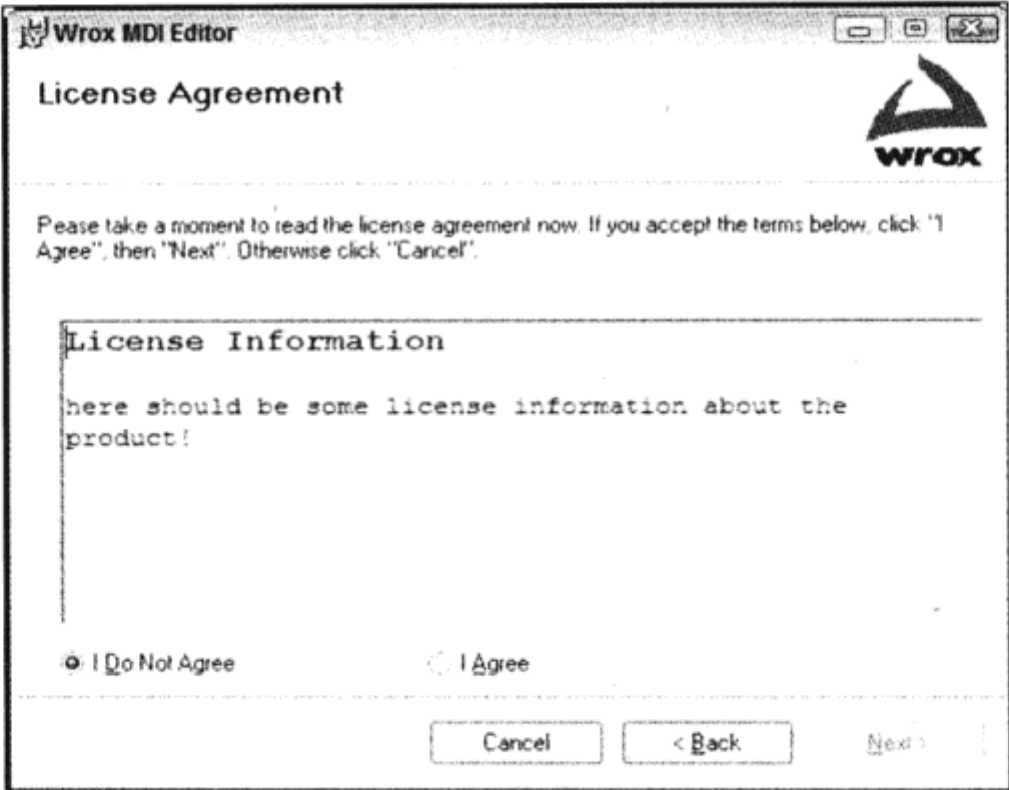 Wrox MDI Editor
License Agreement
wrox
Pease take a moment to read the license agreement now. If you accept the terms below, click "I
Agree", then "Next". Otherwise click "Cancel".
License Information
here should be some license information about the
product!
I Do Not Agree
I Agree
Cancel
< Back
Next >